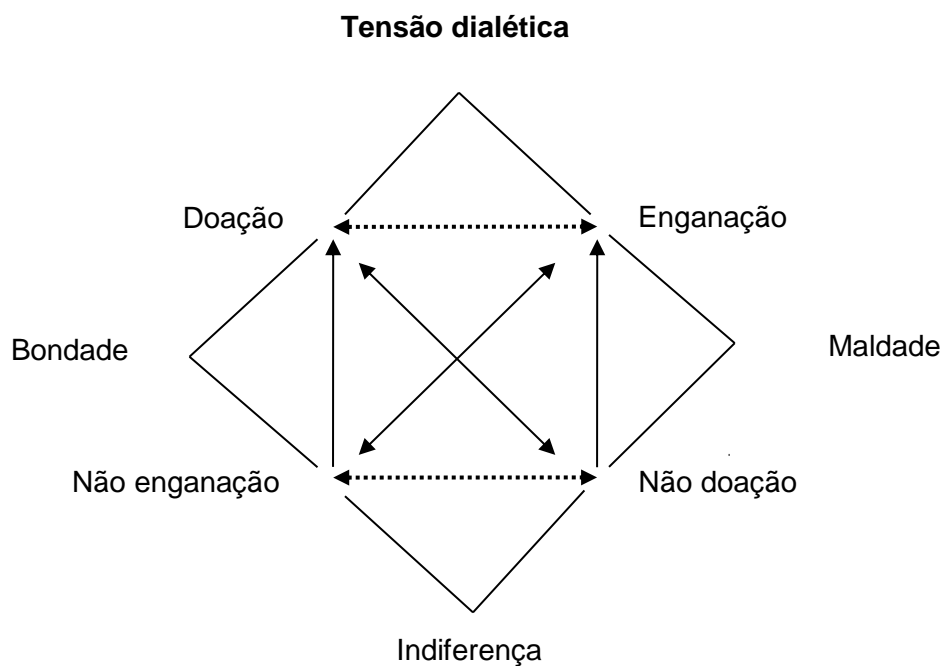 Tensão dialética
Doação
Enganação
Bondade
Maldade
Não enganação
Não doação
Indiferença